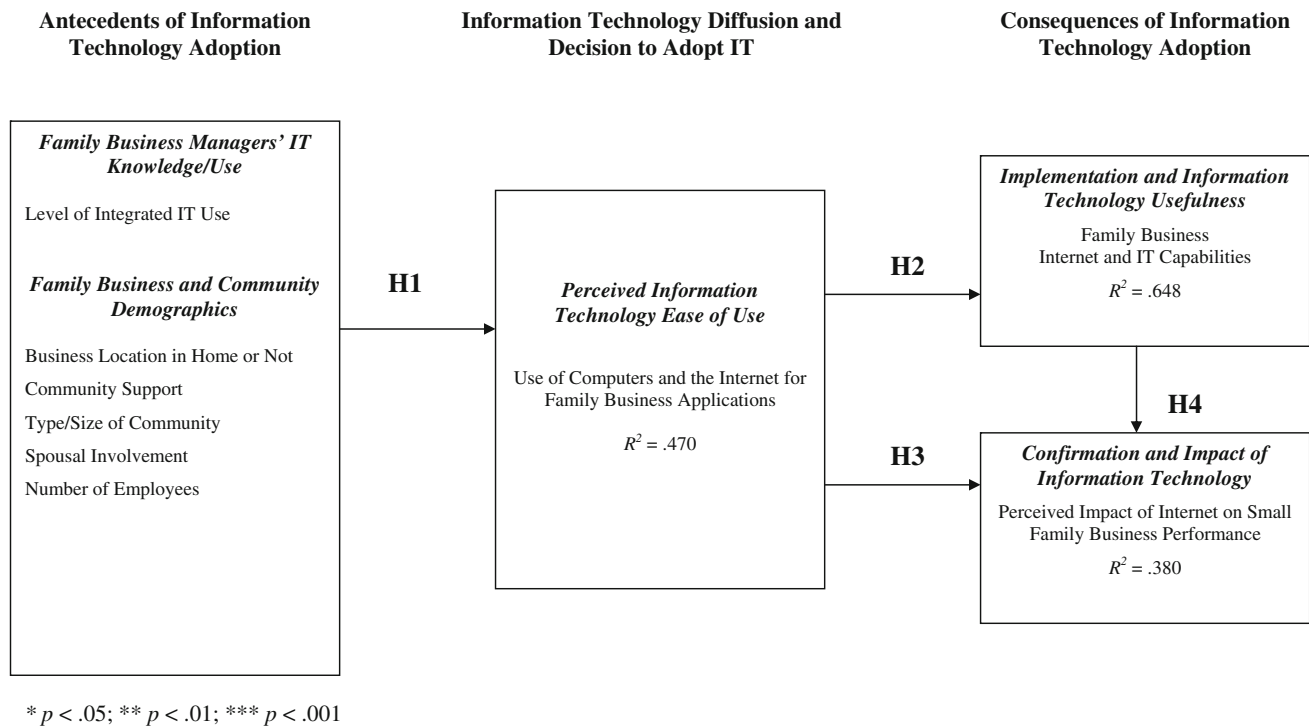 Antecedents of Information
Technology Adoption
Information Technology Diffusion and
Decision to Adopt IT
Consequences of Information
Technology Adoption
Family Business Managers' IT
Knowledge/Use
Level of Integrated IT Use
Family Business and Community
Demographics
Business Location in Home or Not
Community Support
Type/Size of Community
Spousal Involvement
Number of Employees
H1
Perceived Information
Technology Ease of Use
Use of Computers and the Internet for
Family Business Applications
R² = .470
H2
H3
Implementation and Information
Technology Usefulness
Family Business
Internet and IT Capabilities
R² = .648
H4
Confirmation and Impact of
Information Technology
Perceived Impact of Internet on Small
Family Business Performance
R² = .380
* p < .05; ** p < .01; *** p < .001